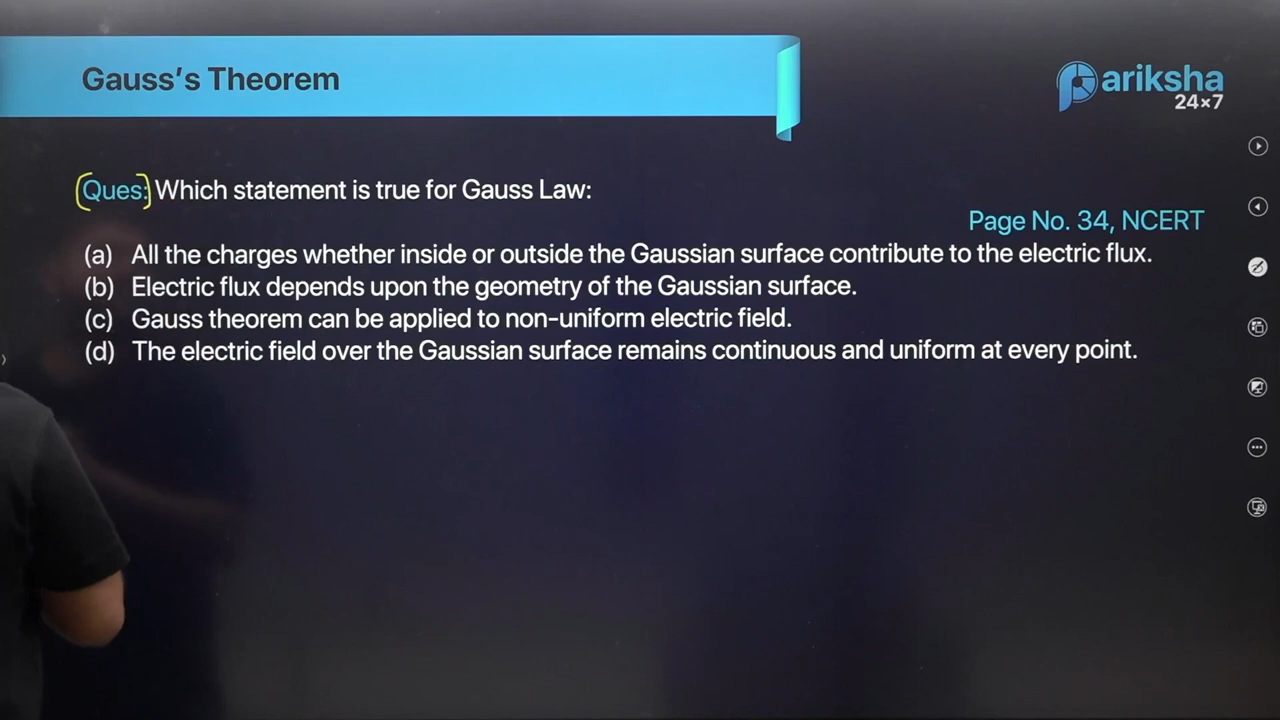 Gauss's Theorem
Pariksha
24×7
Ques: Which statement is true for Gauss Law:
Page No. 34, NCERT
(a) All the charges whether inside or outside the Gaussian surface contribute to the electric flux.
(b) Electric flux depends upon the geometry of the Gaussian surface.
(c) Gauss theorem can be applied to non-uniform electric field.
(d) The electric field over the Gaussian surface remains continuous and uniform at every point.